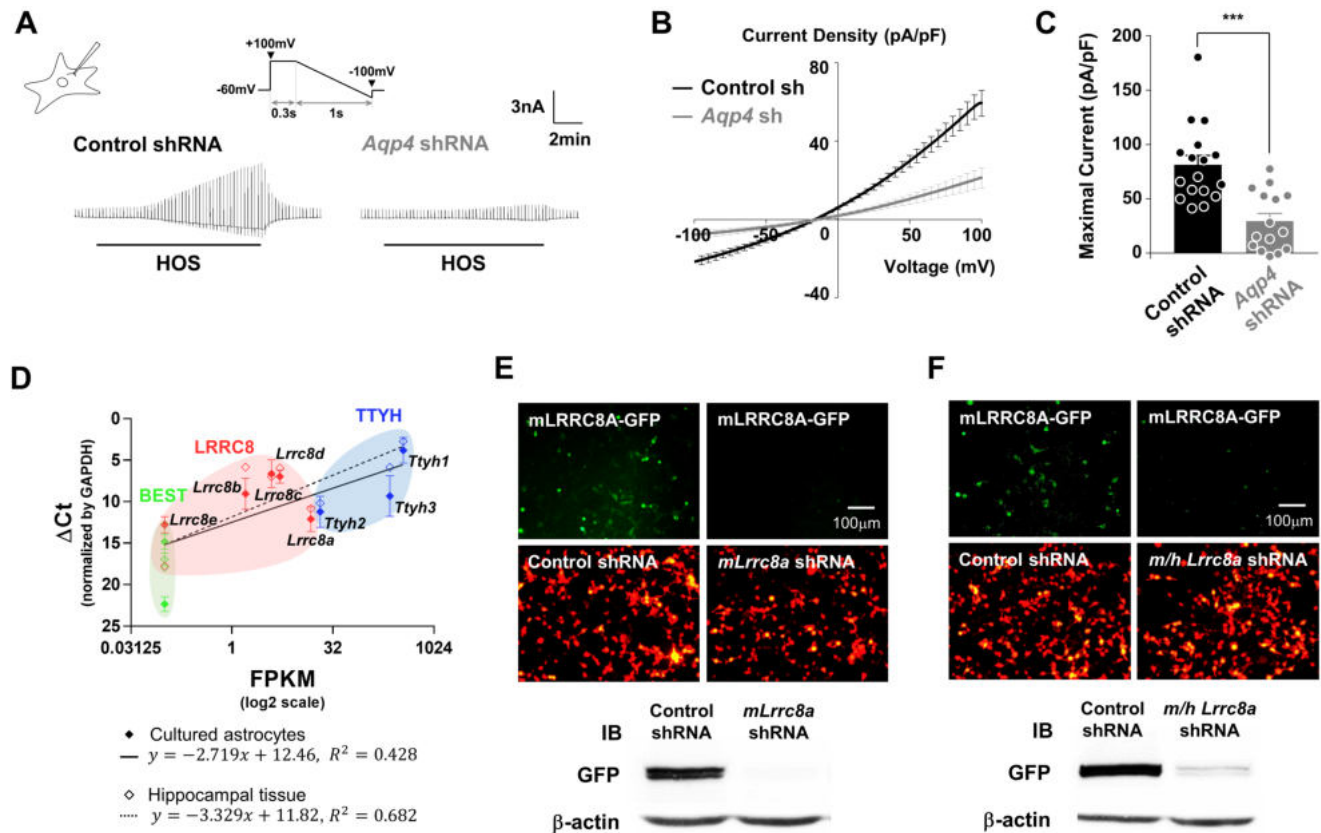 A
+100mV
-100mV
-60mV
0.3s
1s
3nA
2min
Control shRNA
Aqp4 shRNA
HOS
HOS
B
Current Density (pA/pF)
Control sh
Aqp4 sh
80
40
0
-40
-100
-50
50
100
Voltage (mV)
C
***
Maximal Current (pA/pF)
200
150
100
50
0
Control shRNA
Aqp4 shRNA
D
ΔCt
(normalized by GAPDH)
0
5
10
15
20
25
BEST
LRRC8
TTYH
Lrrc8d
Lrrc8b
Lrrc8c
Lrrc8e
Lrrc8a
Ttyh1
Ttyh2
Ttyh3
0.03125
1
32
1024
FPKM
(log2 scale)
Cultured astrocytes
y = −2.719x + 12.46, R² = 0.428
Hippocampal tissue
y = −3.329x + 11.82, R² = 0.682
E
mLRRC8A-GFP
mLRRC8A-GFP
100μm
Control shRNA
mLrrc8a shRNA
IB
Control shRNA
mLrrc8a shRNA
GFP
β-actin
F
mLRRC8A-GFP
mLRRC8A-GFP
100μm
Control shRNA
m/h Lrrc8a shRNA
IB
Control shRNA
m/h Lrrc8a shRNA
GFP
β-actin